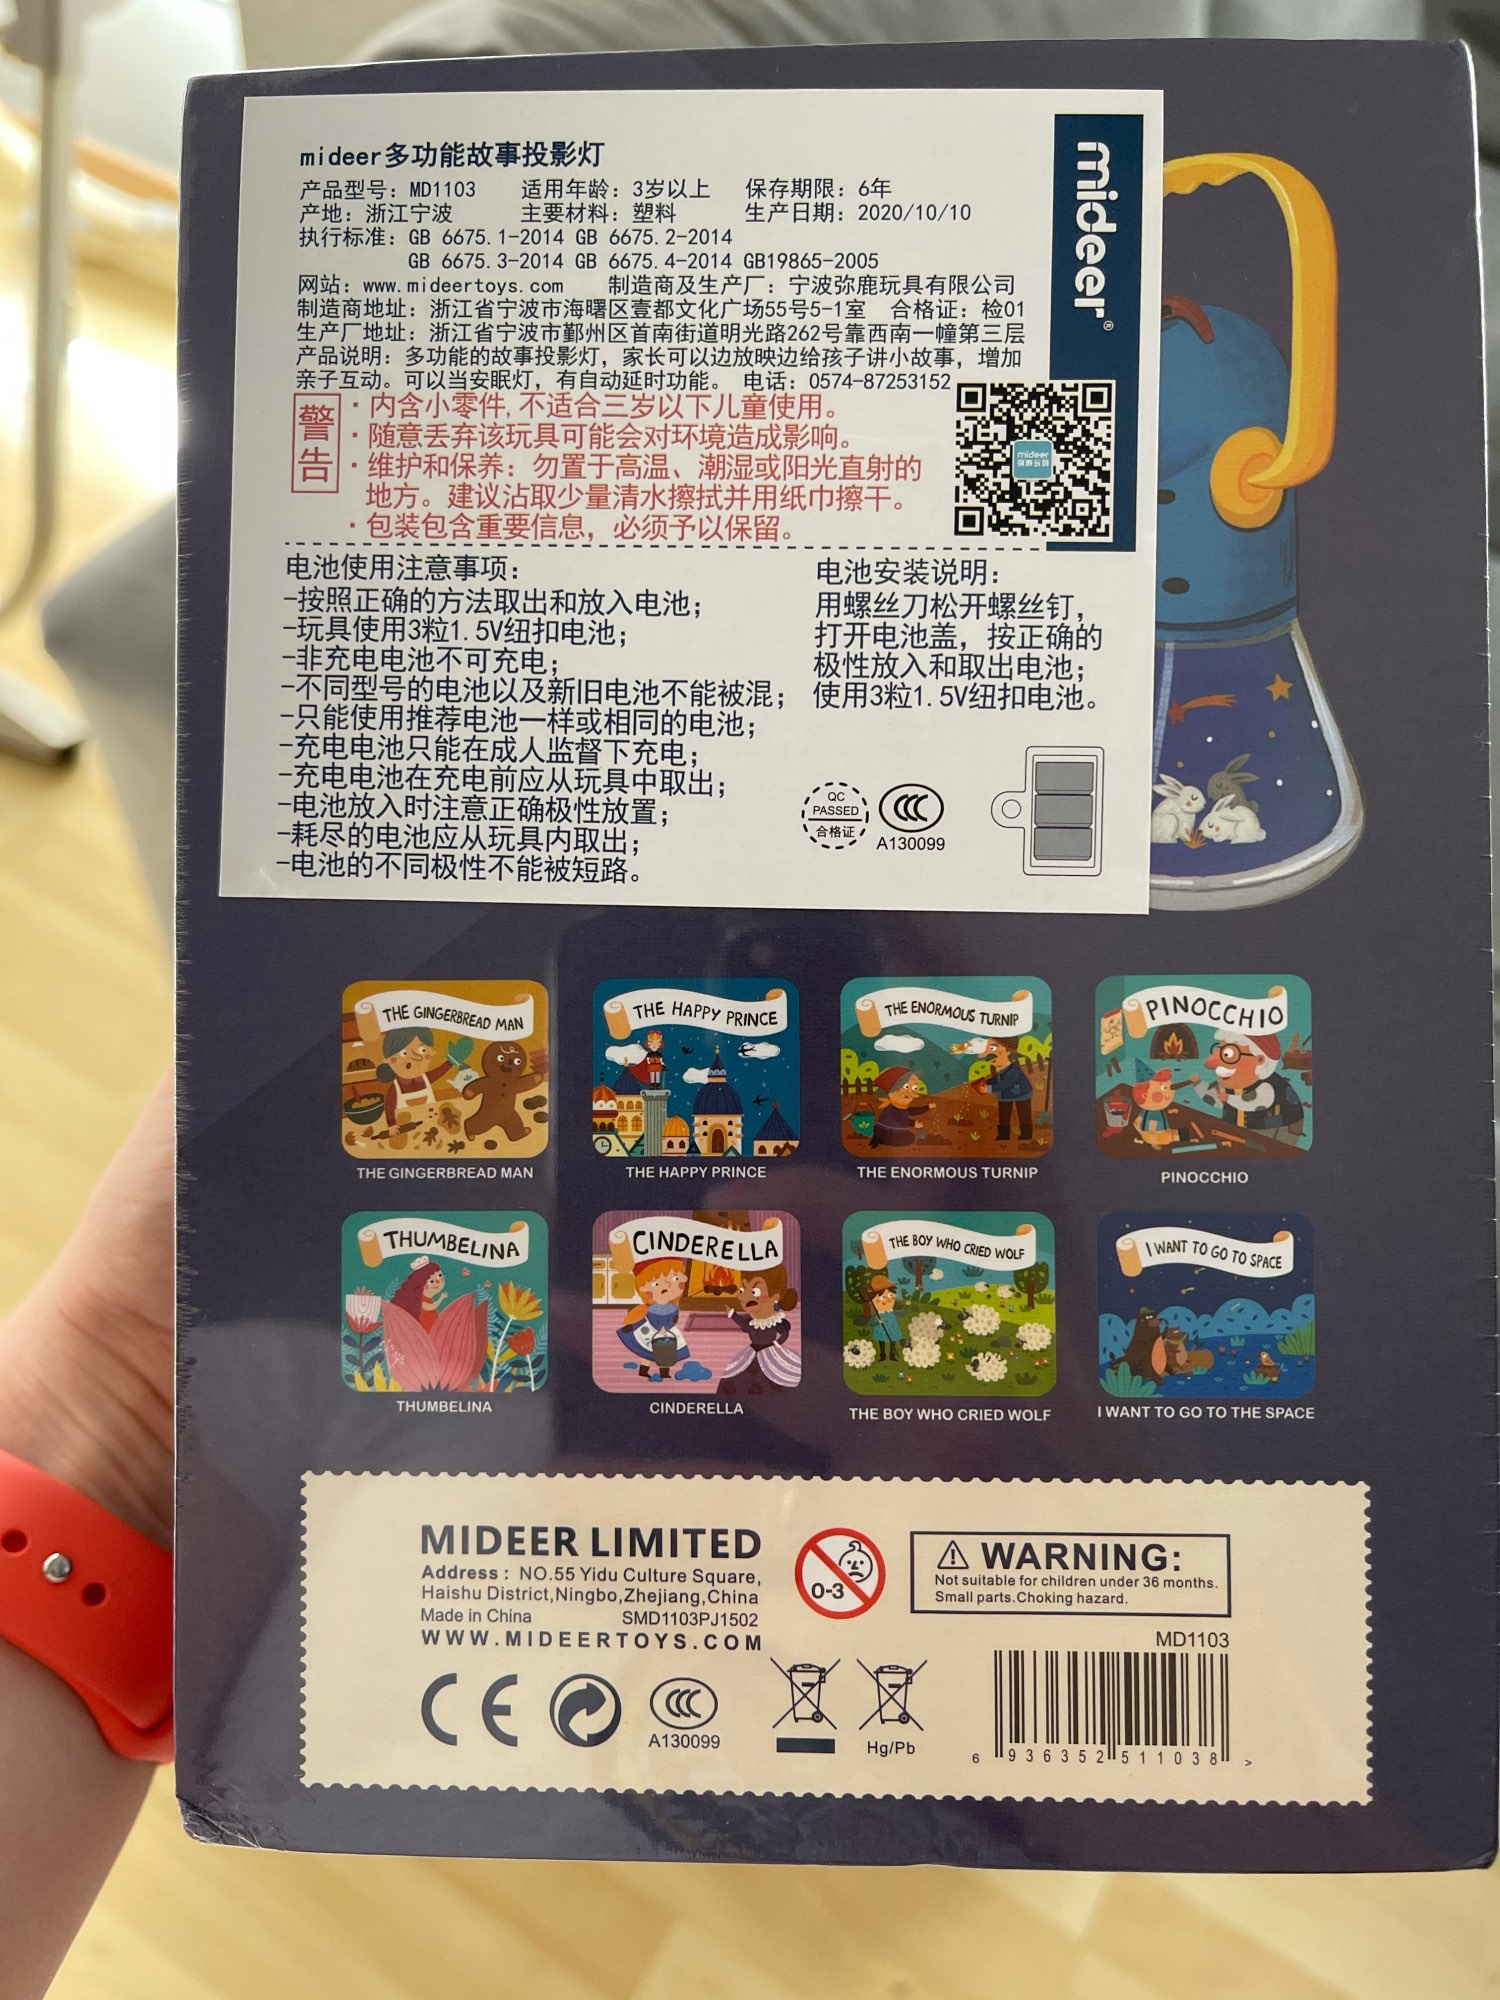 mideer多功能故事投影灯
产品型号：MD1103 适用年龄：3岁以上 保存期限：6年
产地：浙江宁波 主要材料：塑料 生产日期：2020/10/10
执行标准：GB 6675.1-2014 GB 6675.2-2014
GB 6675.3-2014 GB 6675.4-2014 GB19865-2005
网站：www.mideertoys.com 制造商及生产厂：宁波弥鹿玩具有限公司
制造商地址：浙江省宁波市海曙区壹都文化广场55号5-1室 合格证：检01
生产厂地址：浙江省宁波市鄞州区首南街道明光路262号靠西南一幢第三层
产品说明：多功能的故事投影灯，家长可以边放映边给孩子讲小故事，增加
亲子互动。可以当安眠灯，有自动延时功能。 电话：0574-87253152
警告
·内含小零件,不适合三岁以下儿童使用。
·随意丢弃该玩具可能会对环境造成影响。
·维护和保养：勿置于高温、潮湿或阳光直射的
地方。建议沾取少量清水擦拭并用纸巾擦干。
·包装包含重要信息，必须予以保留。
mideer®
mideer
弥鹿玩具
电池使用注意事项：
-按照正确的方法取出和放入电池；
-玩具使用3粒1.5V纽扣电池；
-非充电电池不可充电；
-不同型号的电池以及新旧电池不能被混；
-只能使用推荐电池一样或相同的电池；
-充电电池只能在成人监督下充电；
-充电电池在充电前应从玩具中取出；
-电池放入时注意正确极性放置；
-耗尽的电池应从玩具内取出；
-电池的不同极性不能被短路。
电池安装说明：
用螺丝刀松开螺丝钉，
打开电池盖，按正确的
极性放入和取出电池；
使用3粒1.5V纽扣电池。
QC
PASSED
合格证
A130099
THE GINGERBREAD MAN
THE HAPPY PRINCE
THE ENORMOUS TURNIP
PINOCCHIO
THE GINGERBREAD MAN
THE HAPPY PRINCE
THE ENORMOUS TURNIP
PINOCCHIO
THUMBELINA
CINDERELLA
THE BOY WHO CRIED WOLF
I WANT TO GO TO SPACE
THUMBELINA
CINDERELLA
THE BOY WHO CRIED WOLF
I WANT TO GO TO THE SPACE
MIDEER LIMITED
Address: NO.55 Yidu Culture Square,
Haishu District,Ningbo,Zhejiang,China
Made in China SMD1103PJ1502
WWW.MIDEERTOYS.COM
0-3
WARNING:
Not suitable for children under 36 months.
Small parts.Choking hazard.
MD1103
CE
A130099
Hg/Pb
6 936352 511038 >